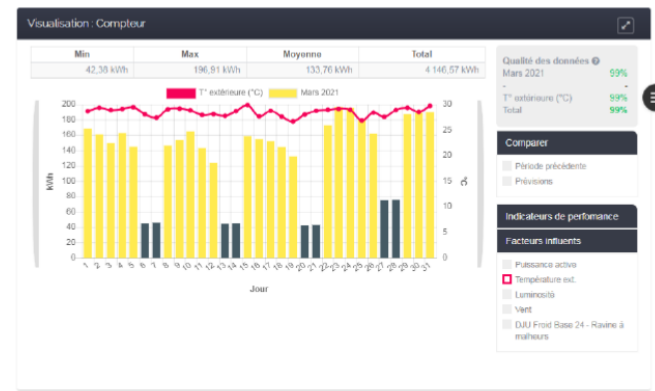 Visualisation : Compteur
Min Max Moyenne Total
42,38 kWh 196,91 kWh 133,76 kWh 4 146,57 kWh
T° extérieure (°C) Mars 2021
200 30
180
160 25
140
120 20
100 15
80
60 10
40 5
20
0 0
kWh
°C
1 2 3 4 5 6 7 8 9 10 11 12 13 14 15 16 17 18 19 20 21 22 23 24 25 26 27 28 29 30 31
Jour
Qualité des données
Mars 2021 99%
- -
T° extérieure (°C) 99%
Total 99%
Comparer
Période précédente
Prévisions
Indicateurs de perfomance
Facteurs influents
Puissance active
Température ext.
Luminosité
Vent
DJU Froid Base 24 - Ravine à
malheurs